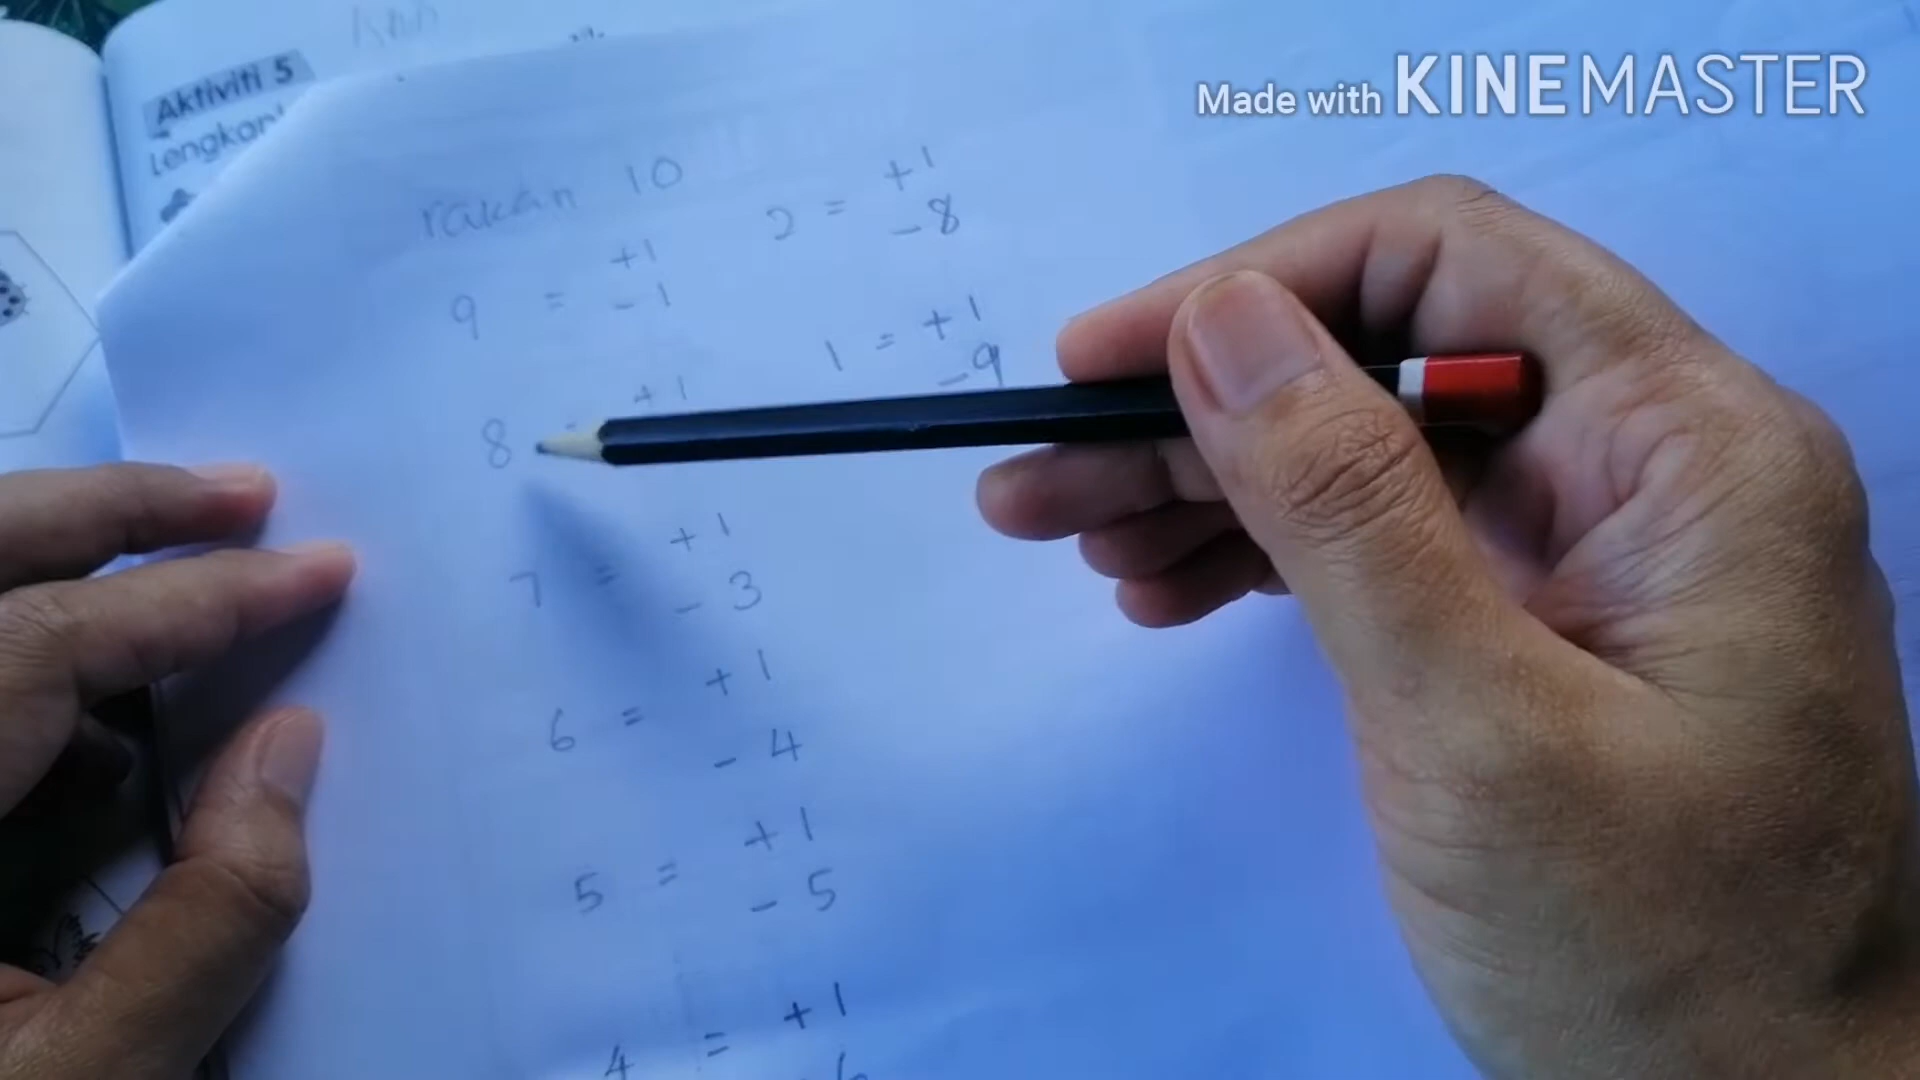 Made with KINEMASTER
Aktiviti 5
rakan 10
+1
9 = -1
+1
8
+1
7 = -3
+1
6 = -4
+1
5 = -5
+1
4 =
+1
2 = -8
+1
1 = -9